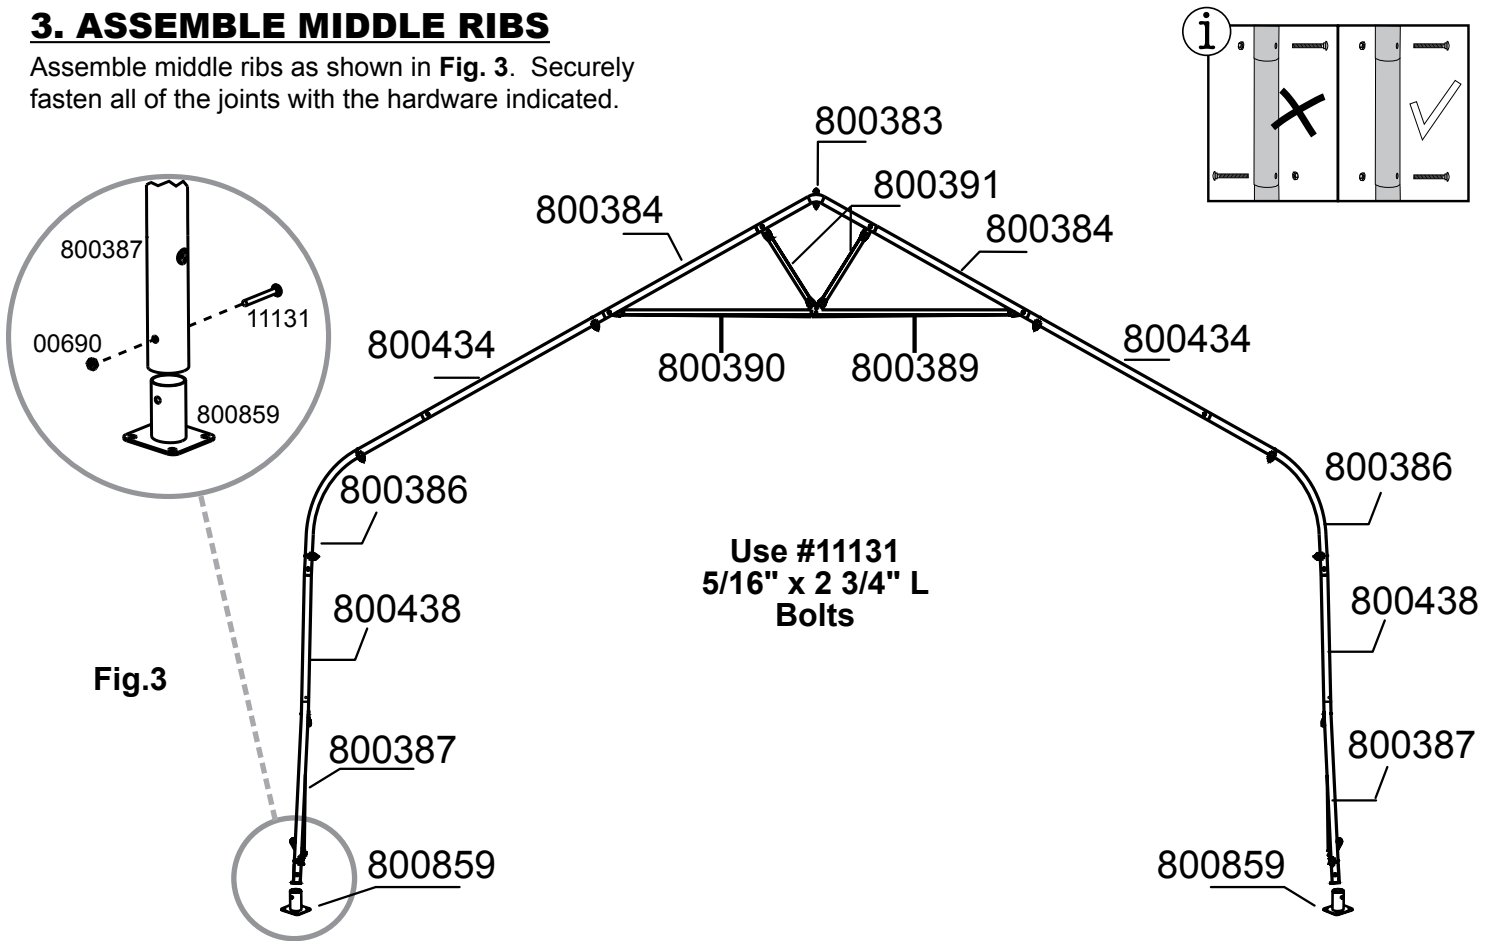 3. ASSEMBLE MIDDLE RIBS
Assemble middle ribs as shown in Fig. 3. Securely
fasten all of the joints with the hardware indicated.
i
800383
800391
800384
800384
800387
11131
00690
800859
800434
800434
800390
800389
800386
800386
Use #11131
5/16" x 2 3/4" L
Bolts
800438
800438
Fig.3
800387
800387
800859
800859